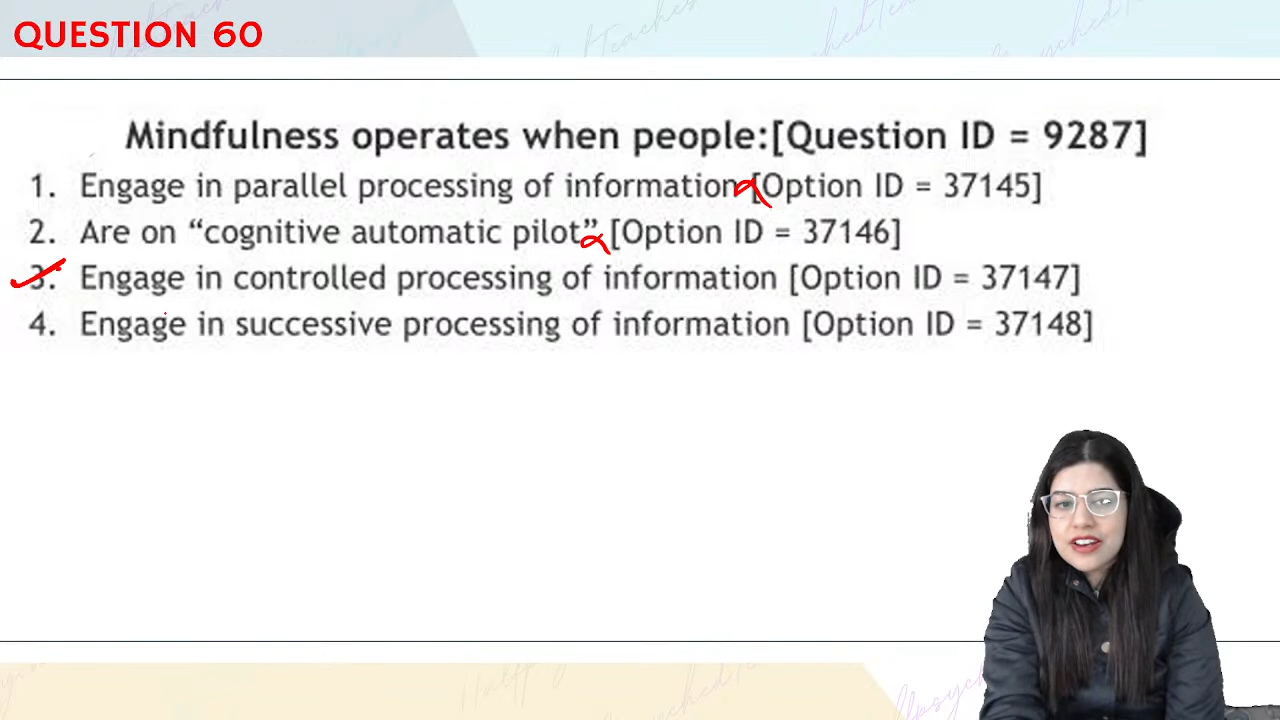 QUESTION 60
Mindfulness operates when people:[Question ID = 9287]
1. Engage in parallel processing of information [Option ID = 37145]
2. Are on “cognitive automatic pilot” [Option ID = 37146]
3. Engage in controlled processing of information [Option ID = 37147]
4. Engage in successive processing of information [Option ID = 37148]